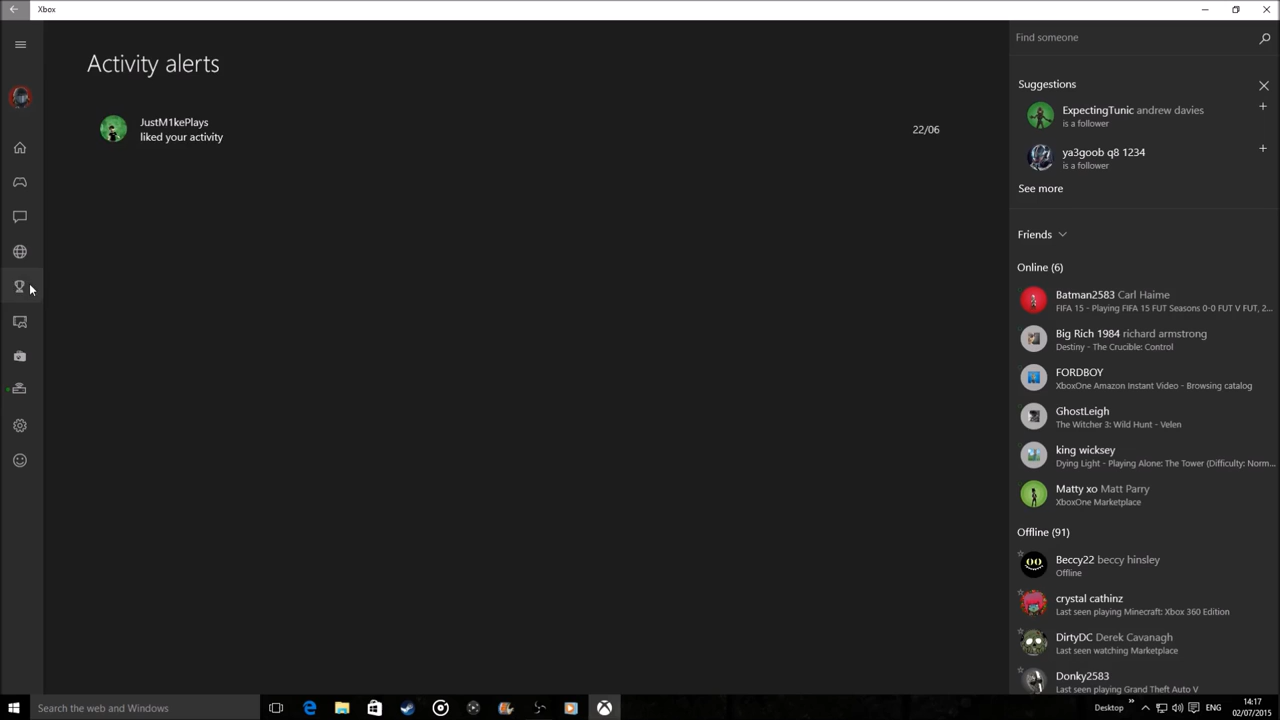 Xbox
Activity alerts
JustM1kePlays
liked your activity
22/06
Find someone
Suggestions
ExpectingTunic andrew davies
is a follower
ya3goob q8 1234
is a follower
See more
Friends
Online (6)
Batman2583 Carl Haime
FIFA 15 - Playing FIFA 15 FUT Seasons 0-0 FUT V FUT, 2...
Big Rich 1984 richard armstrong
Destiny - The Crucible: Control
FORDBOY
XboxOne Amazon Instant Video - Browsing catalog
GhostLeigh
The Witcher 3: Wild Hunt - Velen
king wicksey
Dying Light - Playing Alone: The Tower (Difficulty: Norm...
Matty xo Matt Parry
XboxOne Marketplace
Offline (91)
Beccy22 beccy hinsley
Offline
crystal cathinz
Last seen playing Minecraft: Xbox 360 Edition
DirtyDC Derek Cavanagh
Last seen watching Marketplace
Donky2583
Last seen playing Grand Theft Auto V
Search the web and Windows
Desktop
ENG
14:17
02/07/2015